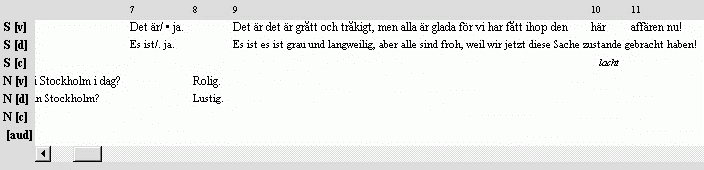 7 8 9 10 11
S [v] Det är/ • ja. Det är det är grått och tråkigt, men alla är glada för vi har fått ihop den här affären nu!
S [d] Es ist/. ja. Es ist es ist grau und langweilig, aber alle sind froh, weil wir jetzt diese Sache zustande gebracht haben!
S [c] lacht
N [v] i Stockholm i dag? Rolig.
N [d] n Stockholm? Lustig.
N [c]
[aud]